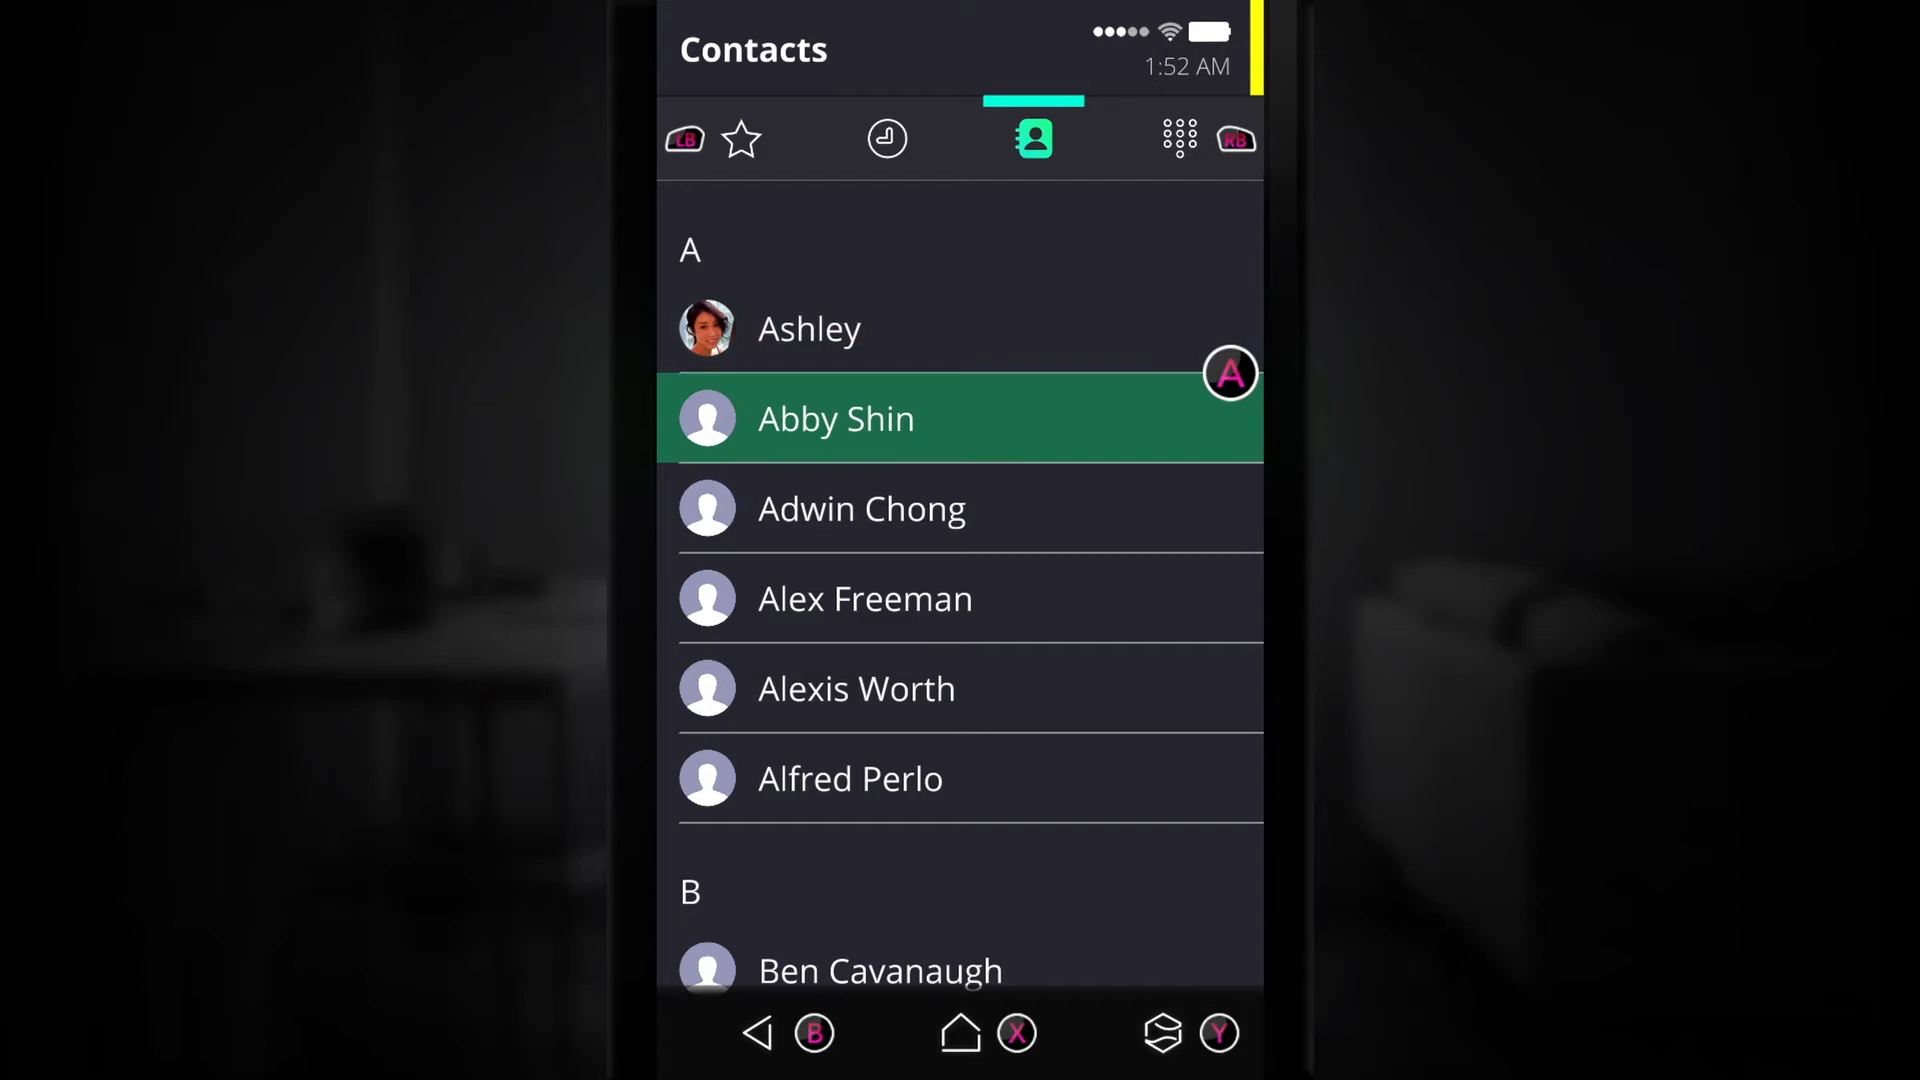 Contacts
1:52 AM
LB
RB
A
Ashley
A
Abby Shin
Adwin Chong
Alex Freeman
Alexis Worth
Alfred Perlo
B
Ben Cavanaugh
B
X
Y